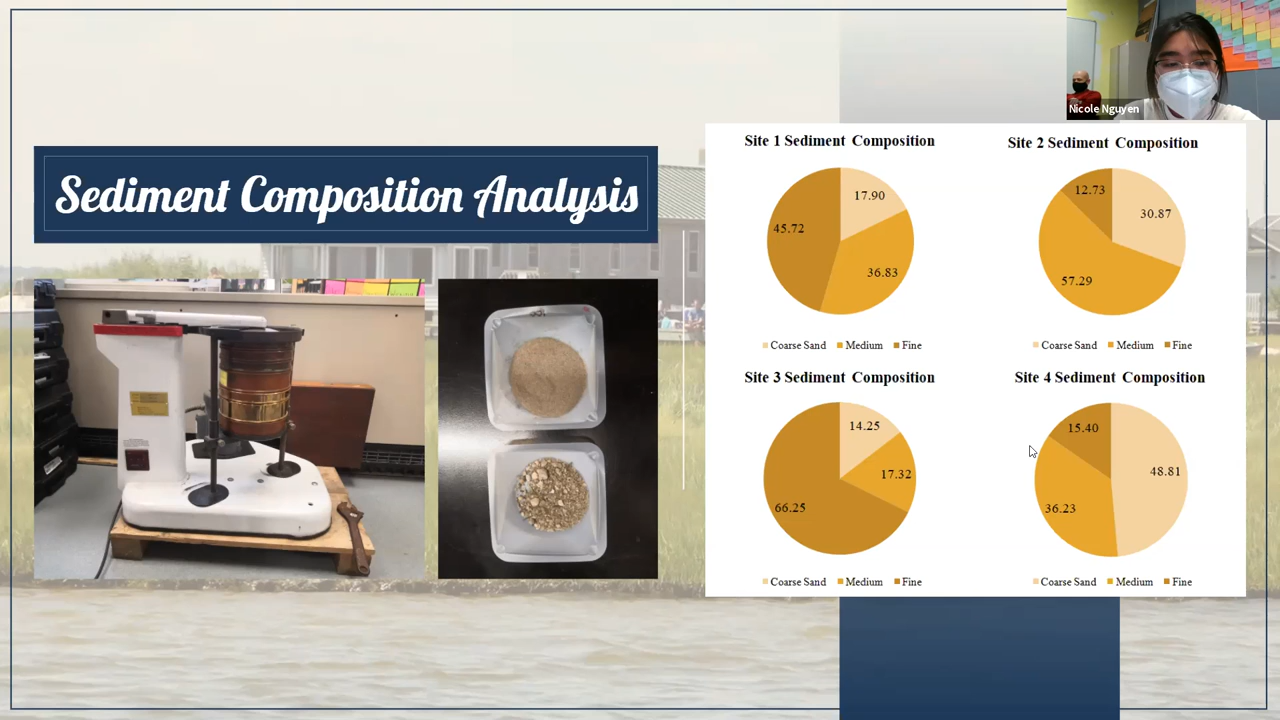 Nicole Nguyen
Sediment Composition Analysis
Site 1 Sediment Composition
17.90
45.72
36.83
Coarse Sand Medium Fine
Site 2 Sediment Composition
12.73
30.87
57.29
Coarse Sand Medium Fine
Site 3 Sediment Composition
14.25
17.32
66.25
Coarse Sand Medium Fine
Site 4 Sediment Composition
15.40
48.81
36.23
Coarse Sand Medium Fine